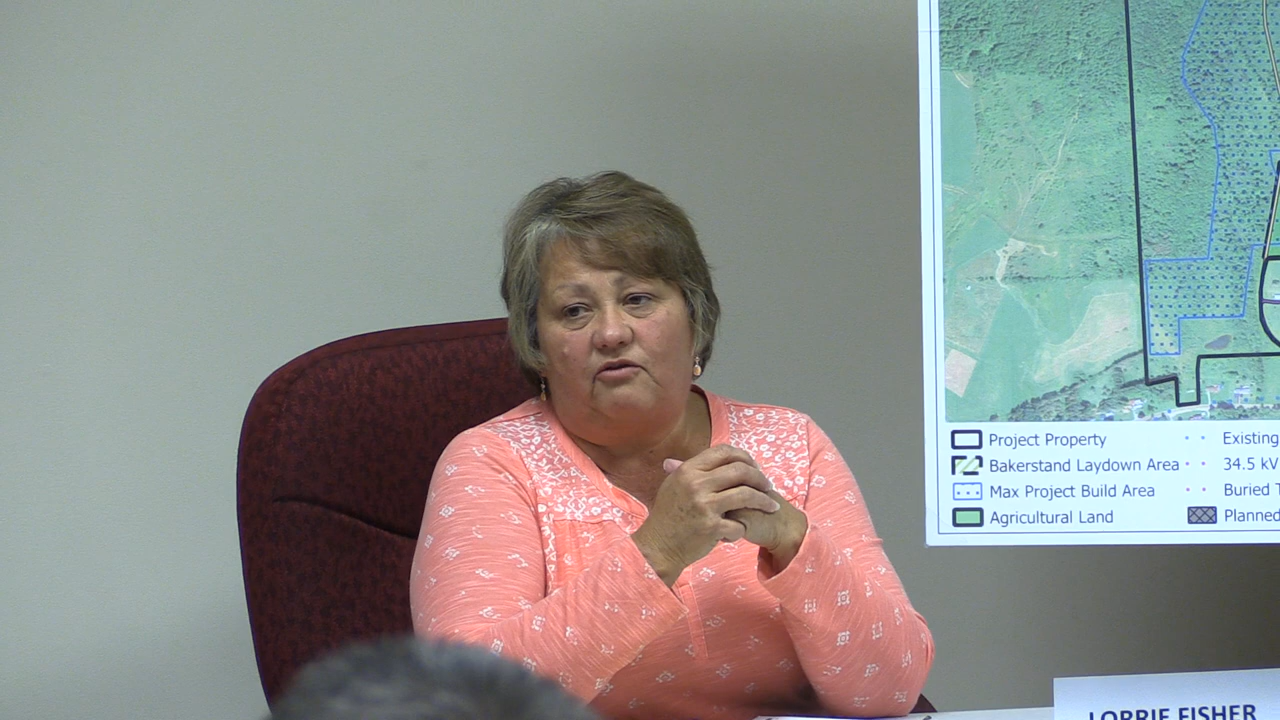 Project Property
Bakerstand Laydown Area
Max Project Build Area
Agricultural Land
Existing
34.5 kV
Buried T
Planned
LORRIE FISHER